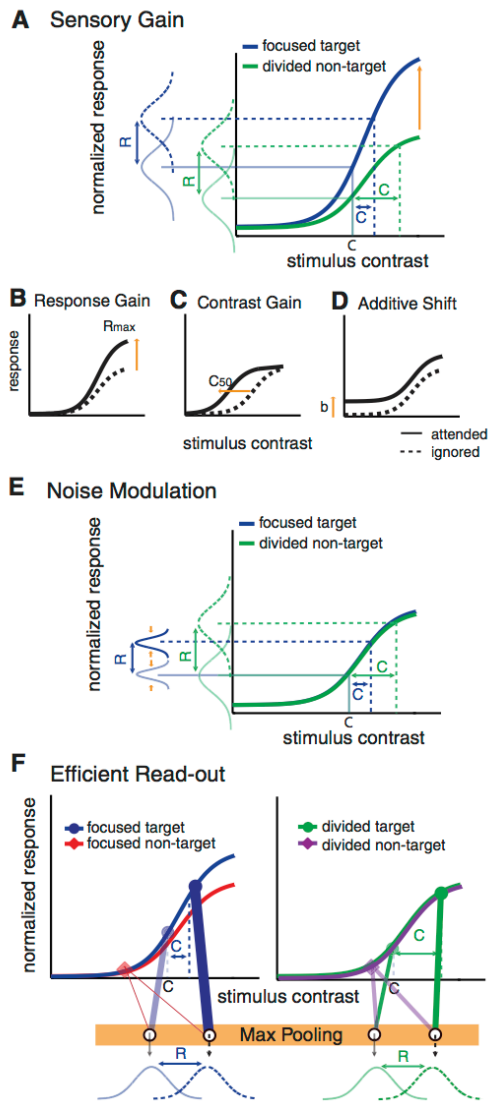 A Sensory Gain
focused target
divided non-target
normalized response
R
R
C
C
C
stimulus contrast
B Response Gain
C Contrast Gain
D Additive Shift
response
Rmax
C50
b
stimulus contrast
attended
ignored
E Noise Modulation
focused target
divided non-target
normalized response
R
R
C
C
C
stimulus contrast
F Efficient Read-out
focused target
focused non-target
divided target
divided non-target
normalized response
C
C
C
C
stimulus contrast
Max Pooling
R
R